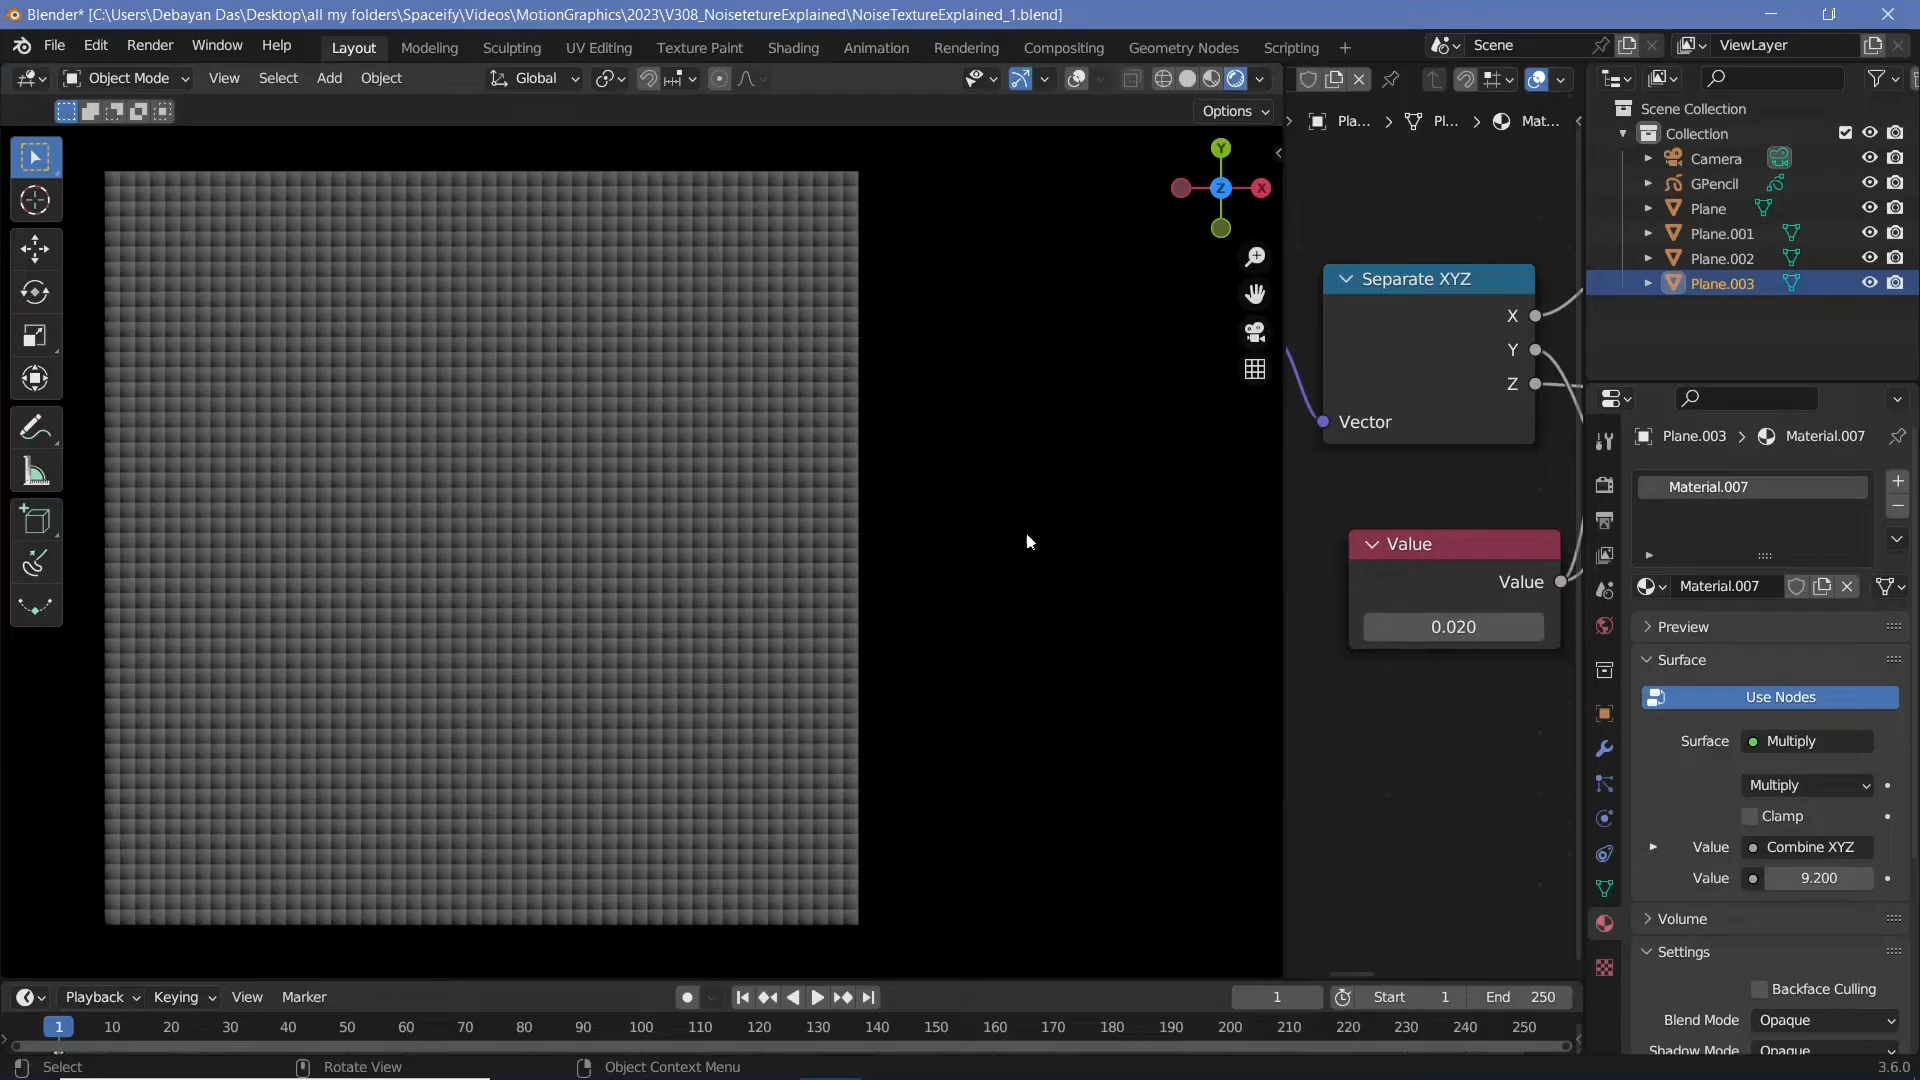 Blender* [C:\Users\Debayan Das\Desktop\all my folders\Spaceify\Videos\MotionGraphics\2023\V308_NoisetetureExplained\NoiseTextureExplained_1.blend]
File Edit Render Window Help Layout Modeling Sculpting UV Editing Texture Paint Shading Animation Rendering Compositing Geometry Nodes Scripting + Scene ViewLayer
Object Mode View Select Add Object Global
Options
Pla... Pl... Mat...
Y
Z X
Separate XYZ
X
Y
Z
Vector
Value
Value
0.020
Scene Collection
Collection
Camera
GPencil
Plane
Plane.001
Plane.002
Plane.003
Plane.003 Material.007
Material.007
Material.007
Preview
Surface
Use Nodes
Surface Multiply
Multiply
Clamp
Value Combine XYZ
Value 9.200
Volume
Settings
Backface Culling
Blend Mode Opaque
Shadow Mode Opaque
Playback Keying View Marker 1 Start 1 End 250
1 10 20 30 40 50 60 70 80 90 100 110 120 130 140 150 160 170 180 190 200 210 220 230 240 250
Select Rotate View Object Context Menu 3.6.0